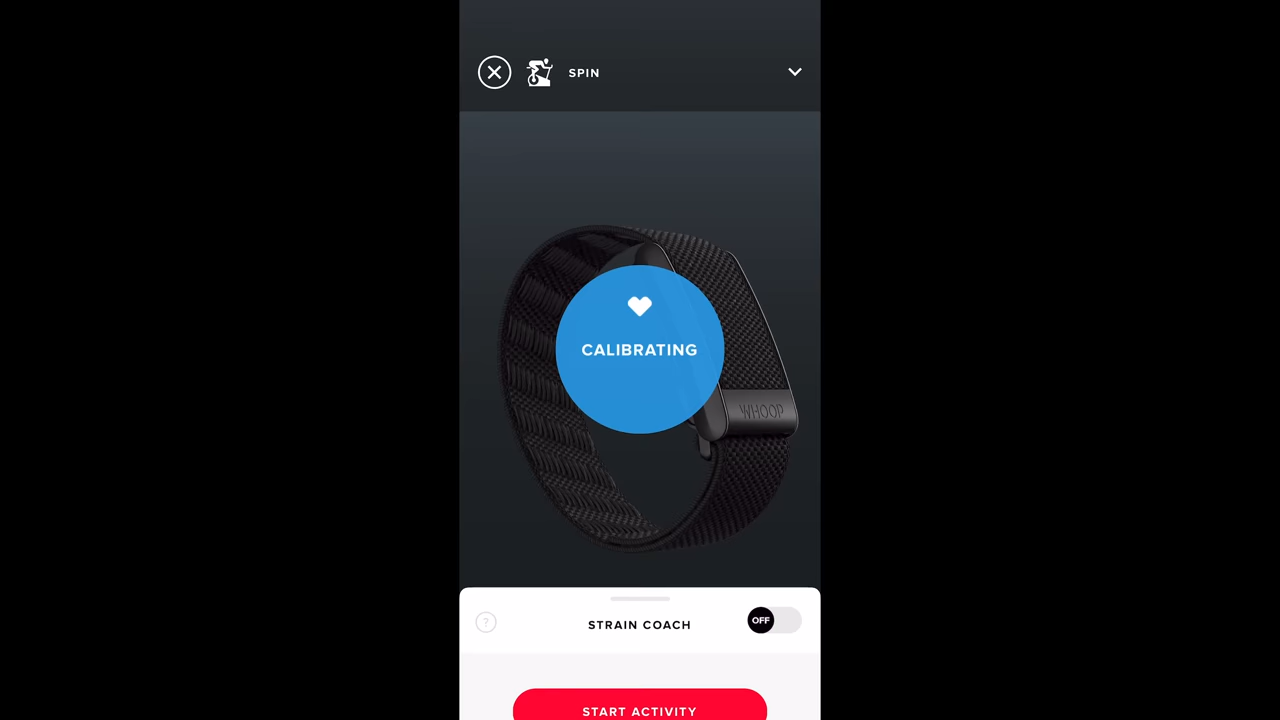 SPIN
CALIBRATING
WHOOP
?
STRAIN COACH
OFF
START ACTIVITY